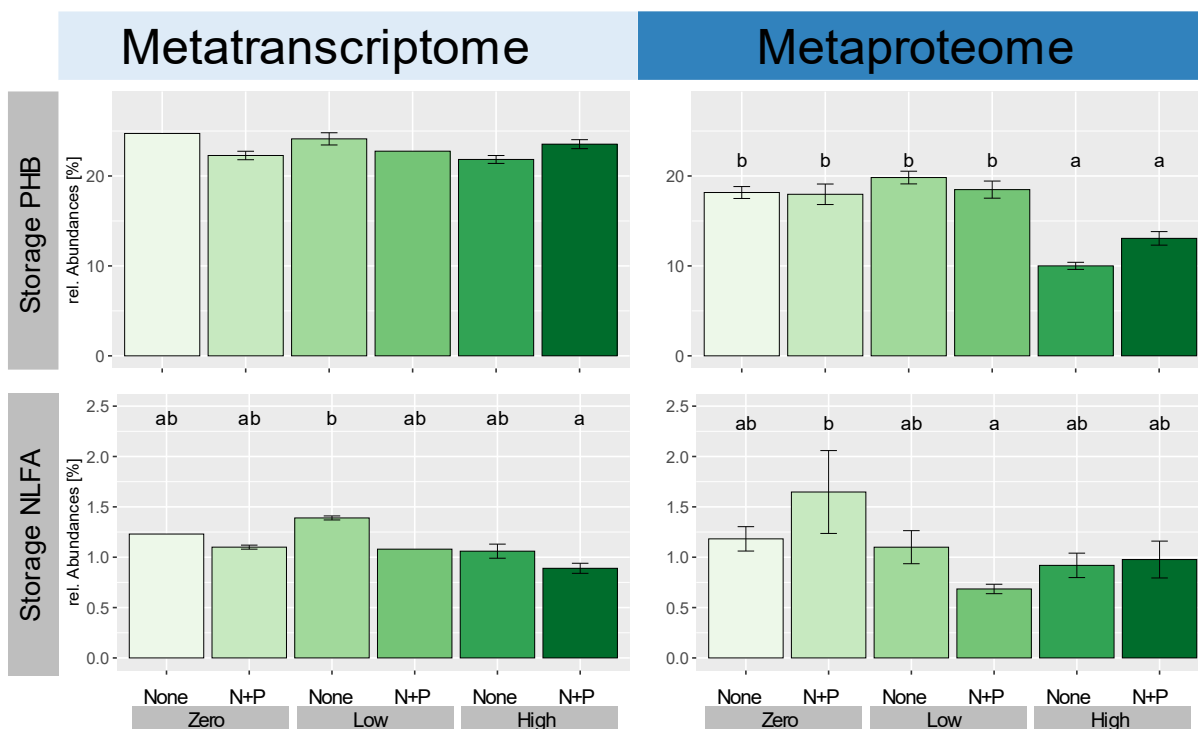 Metatranscriptome Metaproteome
Storage PHB
rel. Abundances [%]
20
10
0
20
10
0
b b b b a a
Storage NLFA
rel. Abundances [%]
2.5
2.0
1.5
1.0
0.5
0.0
ab ab b ab ab a
2.5
2.0
1.5
1.0
0.5
0.0
ab b ab a ab ab
None N+P None N+P None N+P None N+P None N+P None N+P
Zero Low High Zero Low High